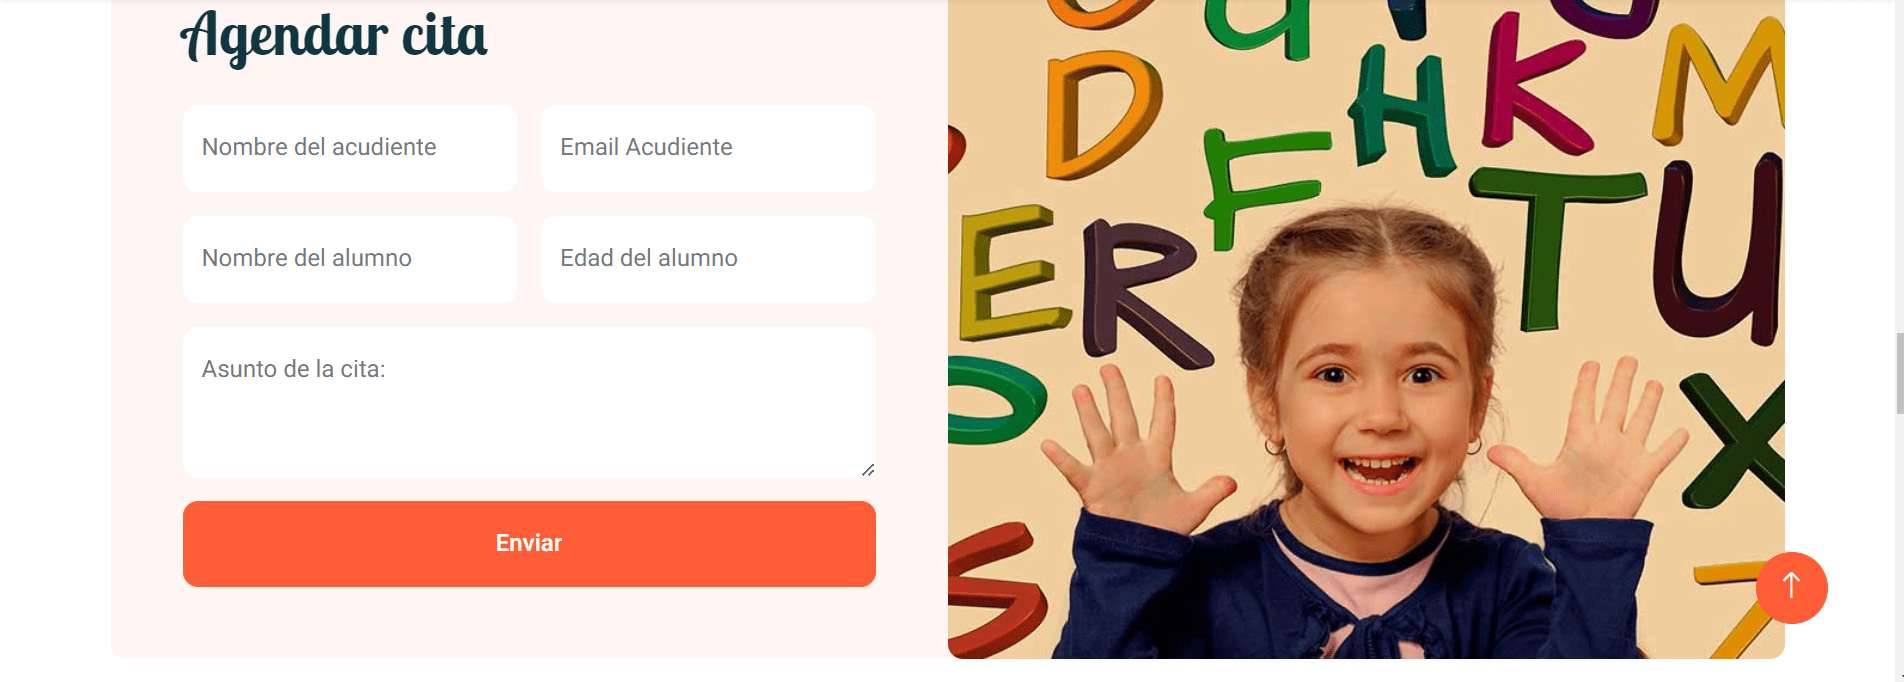 Agendar cita
Nombre del acudiente
Email Acudiente
Nombre del alumno
Edad del alumno
Asunto de la cita:
Enviar
D
H
K
M
F
T
U
E
R
X
S